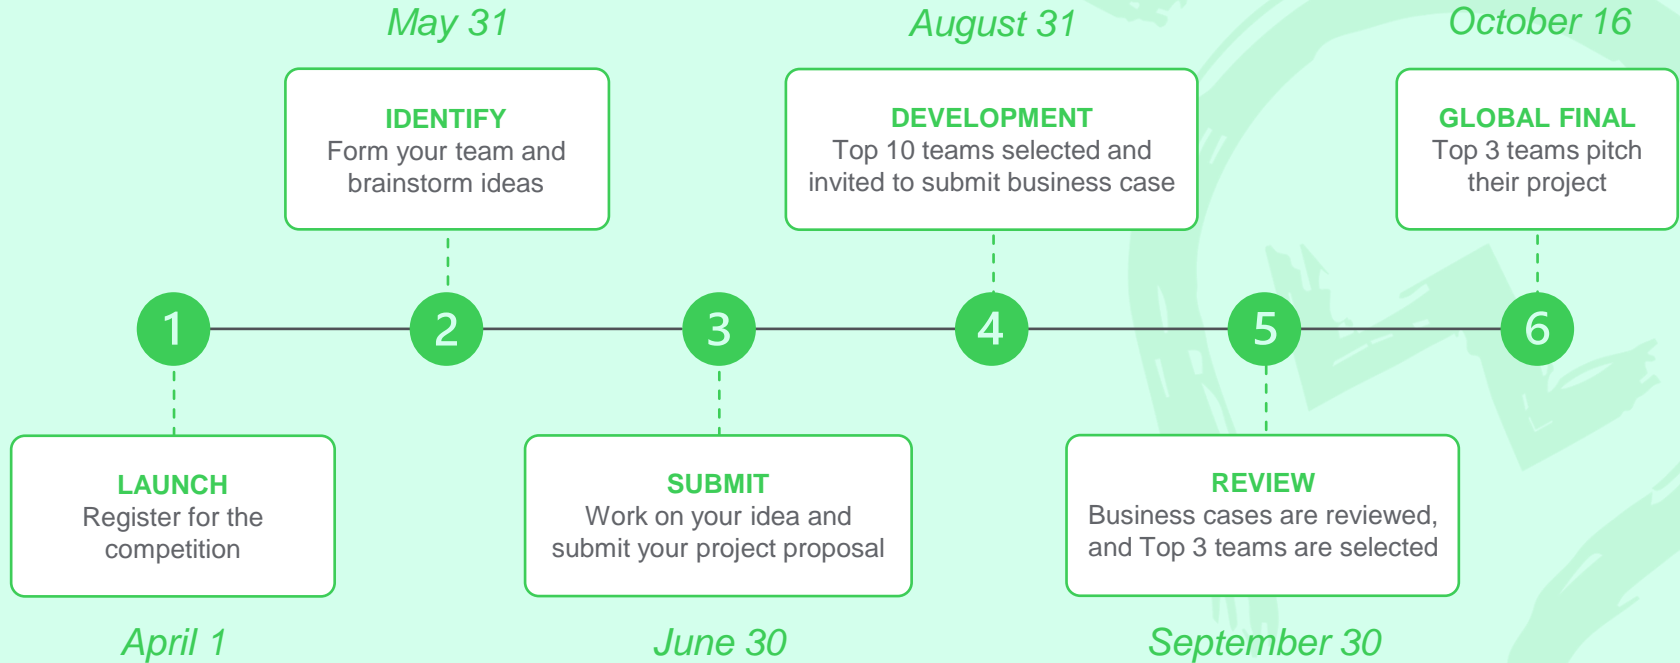 May 31
August 31
October 16
IDENTIFY
Form your team and
brainstorm ideas
DEVELOPMENT
Top 10 teams selected and
invited to submit business case
GLOBAL FINAL
Top 3 teams pitch
their project
1
2
3
4
5
6
LAUNCH
Register for the
competition
SUBMIT
Work on your idea and
submit your project proposal
REVIEW
Business cases are reviewed,
and Top 3 teams are selected
April 1
June 30
September 30